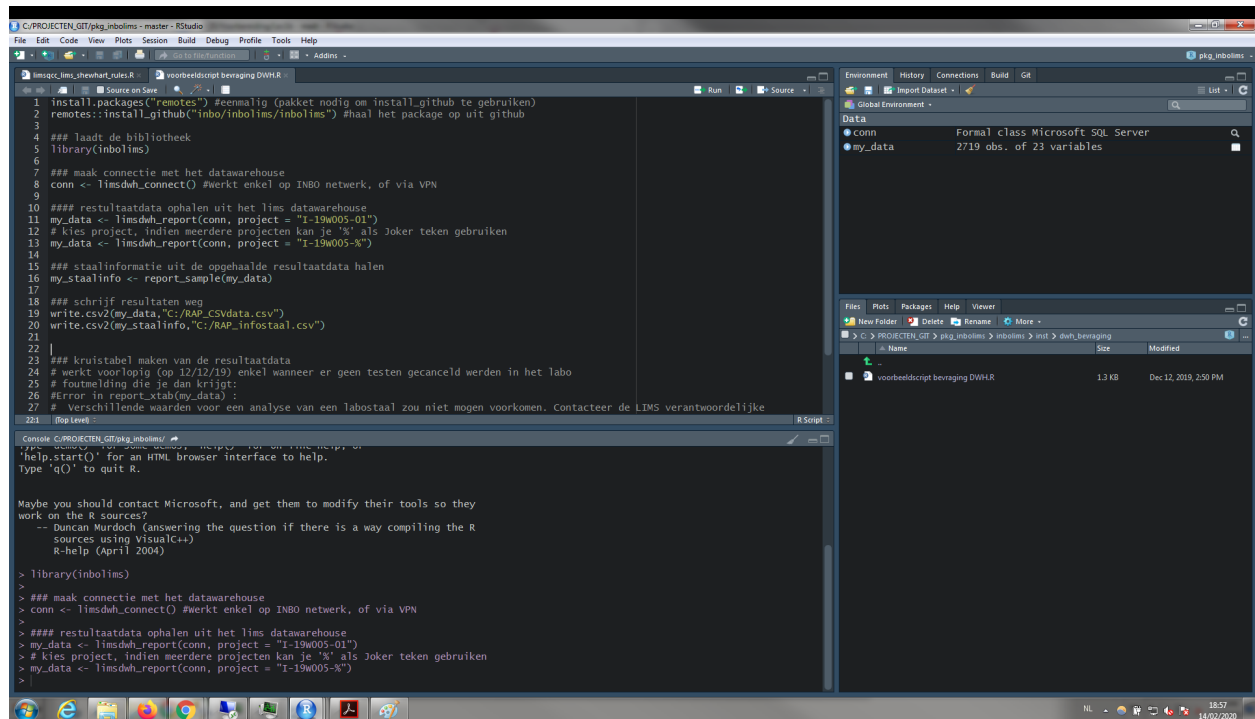 C:/PROJECTEN_GIT/pkg_inbolims - master - RStudio
File Edit Code View Plots Session Build Debug Profile Tools Help
Go to file/function Addins
pkg_inbolims
limsqcc_lims_shewhart_rules.R voorbeeldscript bevraging DWH.R
Source on Save Run Source
1 install.packages("remotes") #eenmalig (pakket nodig om install_github te gebruiken)
2 remotes::install_github("inbo/inbolims/inbolims") #haal het package op uit github
3
4 ### laadt de bibliotheek
5 library(inbolims)
6
7 ### maak connectie met het datawarehouse
8 conn <- limsdwh_connect() #Werkt enkel op INBO netwerk, of via VPN
9
10 #### restultaatdata ophalen uit het lims datawarehouse
11 my_data <- limsdwh_report(conn, project = "I-19W005-01")
12 # kies project, indien meerdere projecten kan je '%' als Joker teken gebruiken
13 my_data <- limsdwh_report(conn, project = "I-19W005-%")
14
15 ### staalinformatie uit de opgehaalde resultaatdata halen
16 my_staalinfo <- report_sample(my_data)
17
18 ### schrijf resultaten weg
19 write.csv2(my_data,"C:/RAP_CSVdata.csv")
20 write.csv2(my_staalinfo,"C:/RAP_infostaal.csv")
21
22
23 ### kruistabel maken van de resultaatdata
24 # werkt voorlopig (op 12/12/19) enkel wanneer er geen testen gecanceld werden in het labo
25 # foutmelding die je dan krijgt:
26 #Error in report_xtab(my_data) :
27 # Verschillende waarden voor een analyse van een labostaal zou niet mogen voorkomen. Contacteer de LIMS verantwoordelijke
22:1 (Top Level) R Script
Console C:/PROJECTEN_GIT/pkg_inbolims/
'help.start()' for an HTML browser interface to help.
Type 'q()' to quit R.
Maybe you should contact Microsoft, and get them to modify their tools so they
work on the R sources?
-- Duncan Murdoch (answering the question if there is a way compiling the R
sources using VisualC++)
R-help (April 2004)
> library(inbolims)
>
> ### maak connectie met het datawarehouse
> conn <- limsdwh_connect() #Werkt enkel op INBO netwerk, of via VPN
>
> #### restultaatdata ophalen uit het lims datawarehouse
> my_data <- limsdwh_report(conn, project = "I-19W005-01")
> # kies project, indien meerdere projecten kan je '%' als Joker teken gebruiken
> my_data <- limsdwh_report(conn, project = "I-19W005-%")
>
Environment History Connections Build Git
Import Dataset List
Global Environment
Data
conn Formal class Microsoft SQL Server
my_data 2719 obs. of 23 variables
Files Plots Packages Help Viewer
New Folder Delete Rename More
C: > PROJECTEN_GIT > pkg_inbolims > inbolims > inst > dwh_bevraging
Name Size Modified
..
voorbeeldscript bevraging DWH.R 1.3 KB Dec 12, 2019, 2:50 PM
NL 18:57
14/02/2020